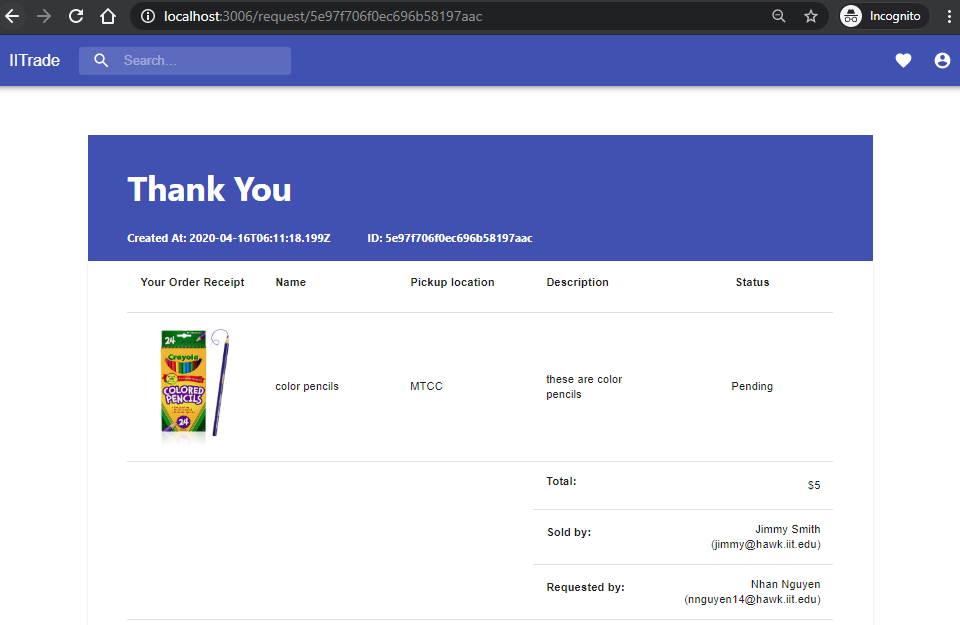 localhost:3006/request/5e97f706f0ec696b58197aac
Incognito
IITrade
Search...
Thank You
Created At: 2020-04-16T06:11:18.199Z ID: 5e97f706f0ec696b58197aac
Your Order Receipt Name Pickup location Description Status
24
Crayola
COLORED
PENCILS
24
color pencils MTCC these are color
pencils Pending
Total: $5
Sold by: Jimmy Smith
(jimmy@hawk.iit.edu)
Requested by: Nhan Nguyen
(nnguyen14@hawk.iit.edu)